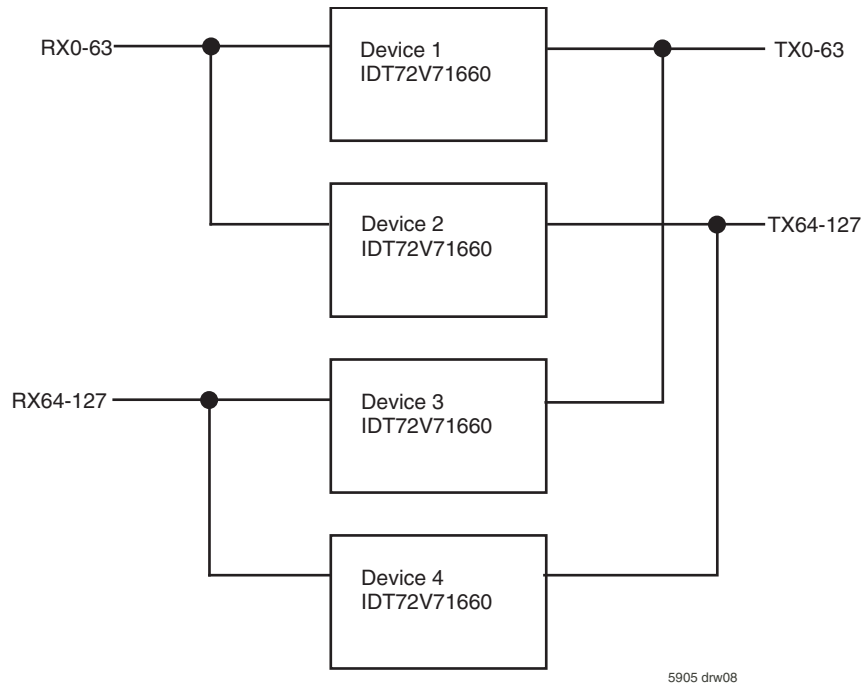 RX0-63
Device 1
IDT72V71660
TX0-63
Device 2
IDT72V71660
TX64-127
RX64-127
Device 3
IDT72V71660
Device 4
IDT72V71660
5905 drw08